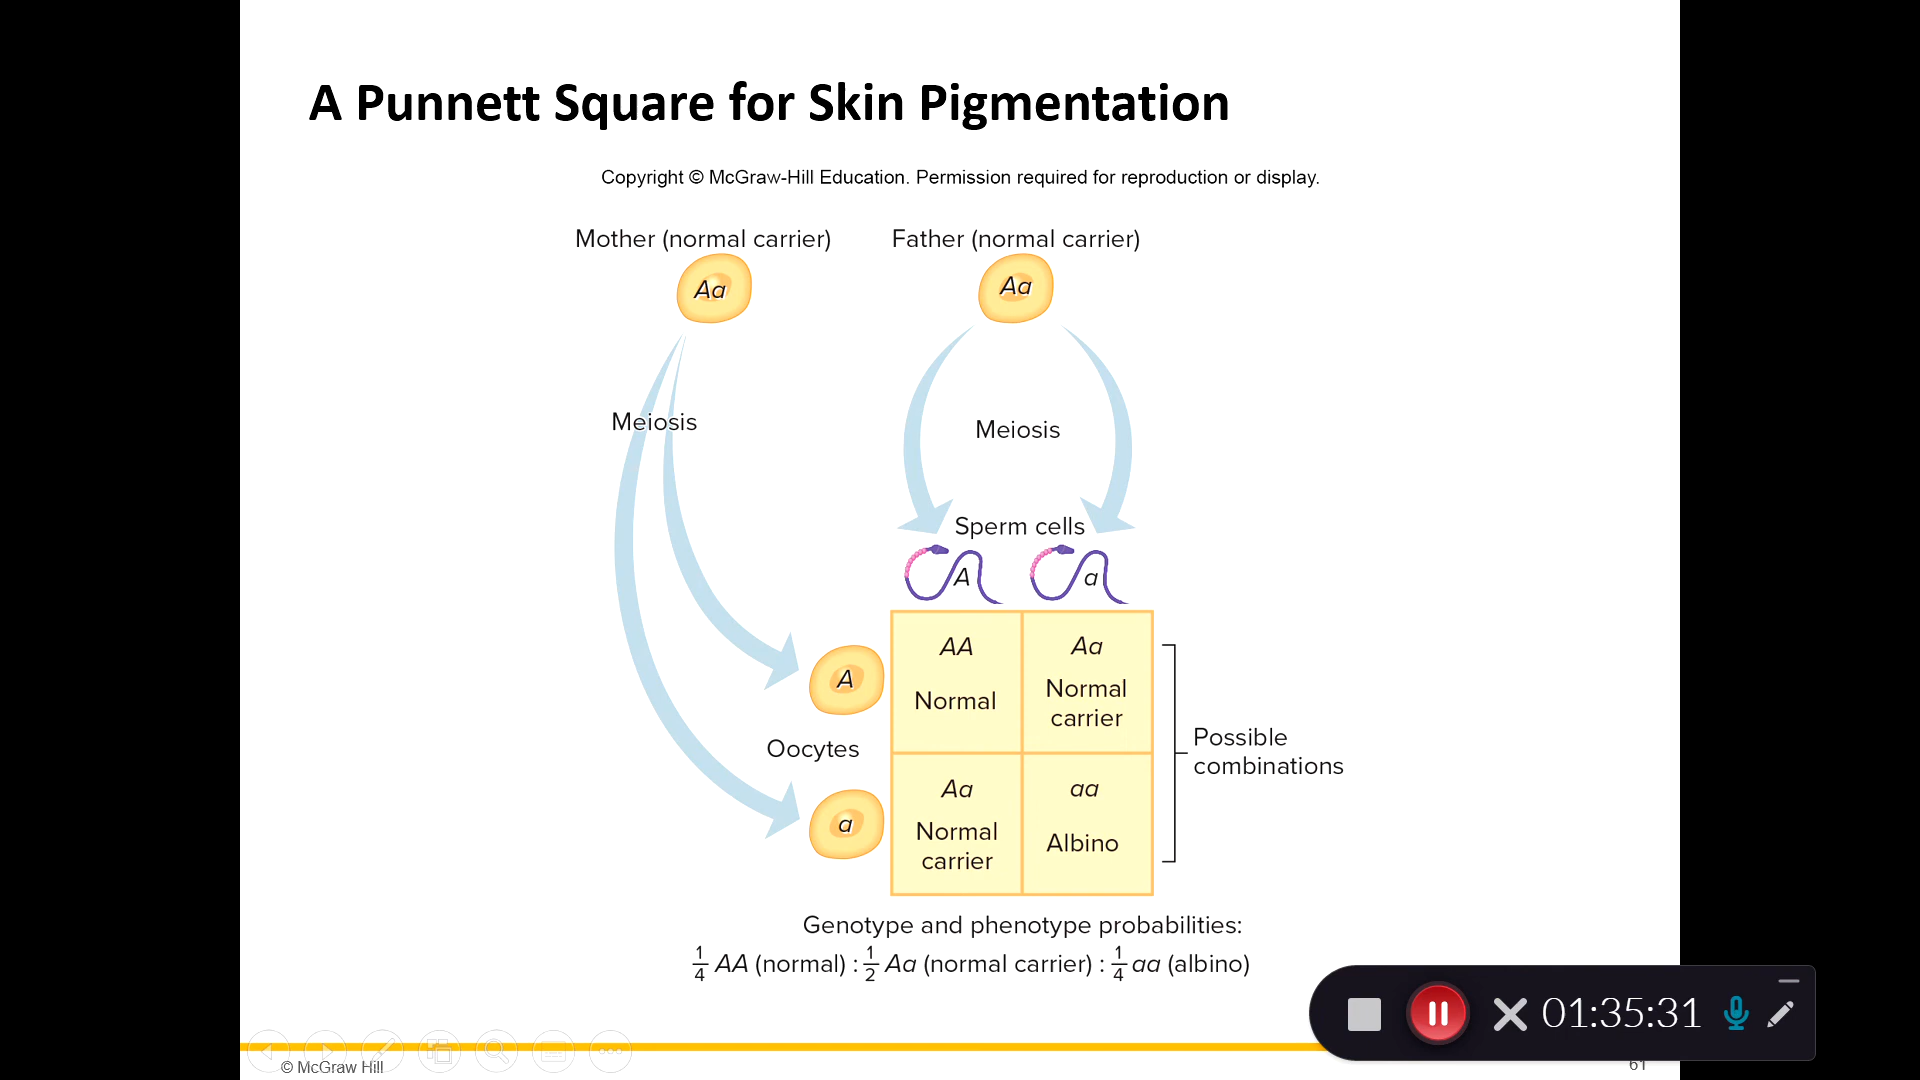 A Punnett Square for Skin Pigmentation
Copyright © McGraw-Hill Education. Permission required for reproduction or display.
Mother (normal carrier)
Father (normal carrier)
Aa
Aa
Meiosis
Meiosis
Sperm cells
A
a
A
Oocytes
a
AA
Normal
Aa
Normal
carrier
Aa
Normal
carrier
aa
Albino
Possible
combinations
Genotype and phenotype probabilities:
1/4 AA (normal) : 1/2 Aa (normal carrier) : 1/4 aa (albino)
01:35:31
© McGraw Hill
61